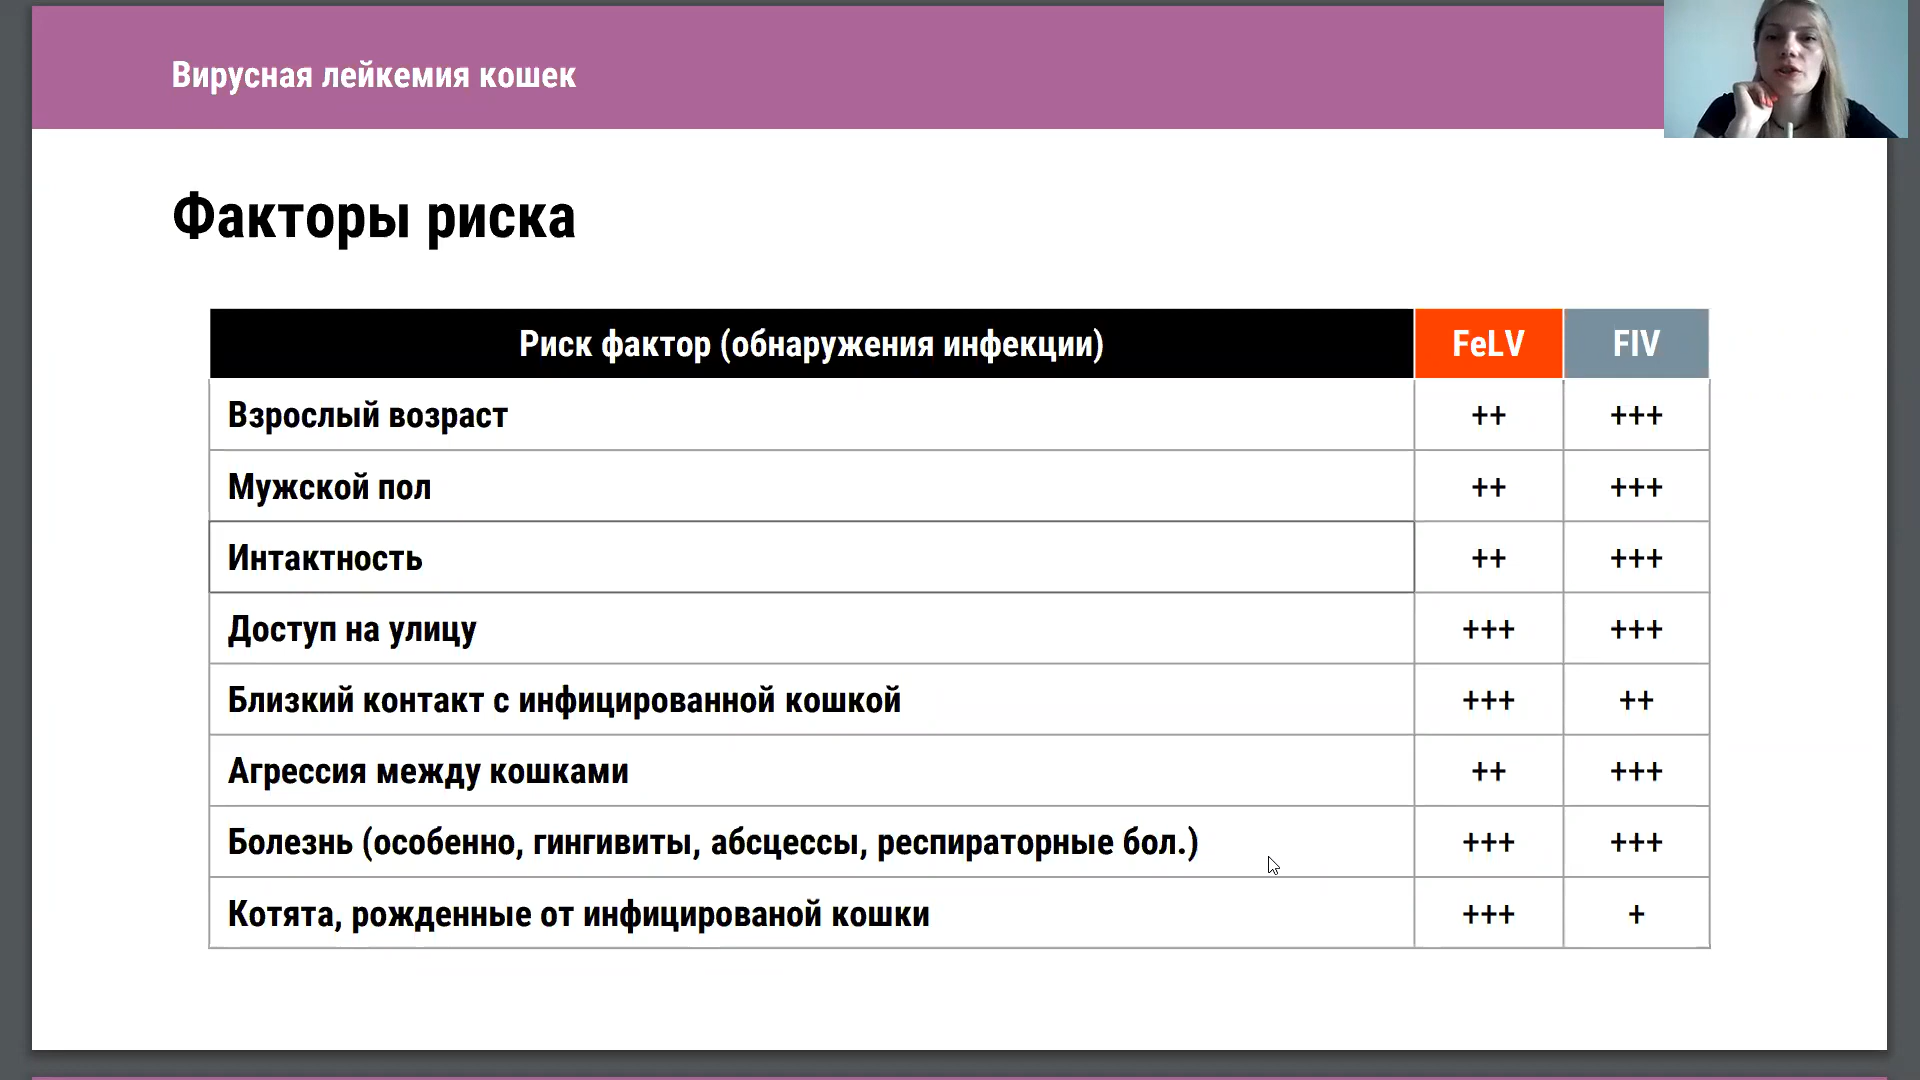 Вирусная лейкемия кошек
Факторы риска
Риск фактор (обнаружения инфекции) FeLV FIV
Взрослый возраст ++ +++
Мужской пол ++ +++
Интактность ++ +++
Доступ на улицу +++ +++
Близкий контакт с инфицированной кошкой +++ ++
Агрессия между кошками ++ +++
Болезнь (особенно, гингивиты, абсцессы, респираторные бол.) +++ +++
Котята, рожденные от инфицированой кошки +++ +